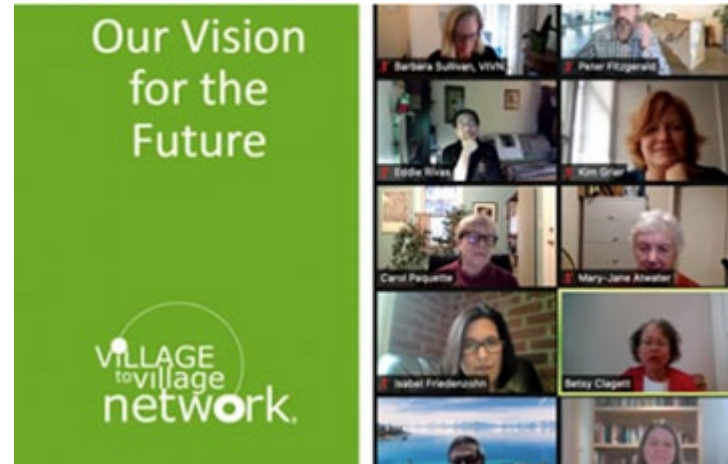 Our Vision
for the
Future
VILLAGE
to village
network®
Barbara Sullivan, VtVN
Peter Fitzgerald
Eddie Rivas
Kim Grier
Carol Paquette
Mary-Jane Atwater
Isabel Friedenzohn
Betsy Clagett